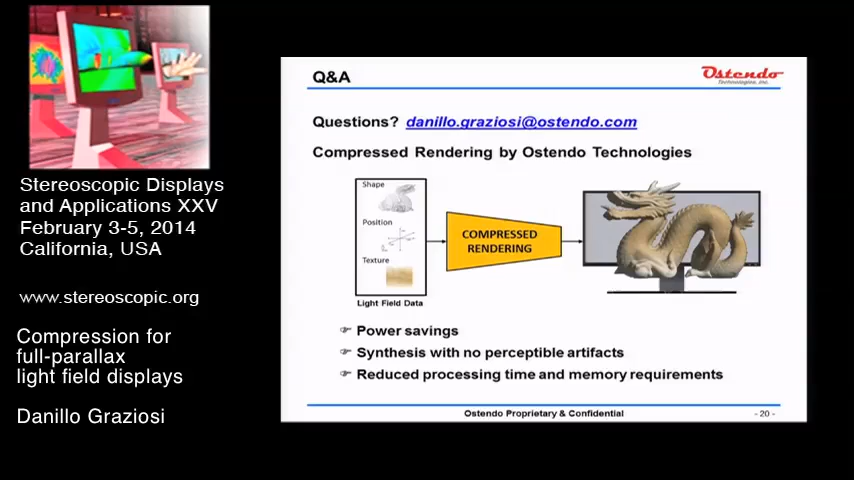 Stereoscopic Displays
and Applications XXV
February 3-5, 2014
California, USA
www.stereoscopic.org
Compression for
full-parallax
light field displays
Danillo Graziosi
Q&A
Ostendo
Technologies, Inc.
Questions? danillo.graziosi@ostendo.com
Compressed Rendering by Ostendo Technologies
Shape
Position
Texture
Light Field Data
COMPRESSED
RENDERING
Power savings
Synthesis with no perceptible artifacts
Reduced processing time and memory requirements
Ostendo Proprietary & Confidential
- 20 -